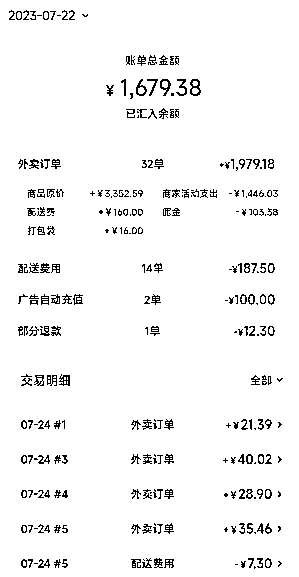 2023-07-22
账单总金额
¥ 1,679.38
已汇入余额
外卖订单 32单 +¥1,979.18
商品原价 +¥3,352.59 商家活动支出 -¥1,446.03
配送费 +¥160.00 佣金 -¥103.38
打包袋 +¥16.00
配送费用 14单 -¥187.50
广告自动充值 2单 -¥100.00
部分退款 1单 -¥12.30
交易明细 全部
07-24 #1 外卖订单 +¥21.39
07-24 #3 外卖订单 +¥40.02
07-24 #4 外卖订单 +¥28.90
07-24 #5 外卖订单 +¥35.46
07-24 #5 配送费用 -¥7.30